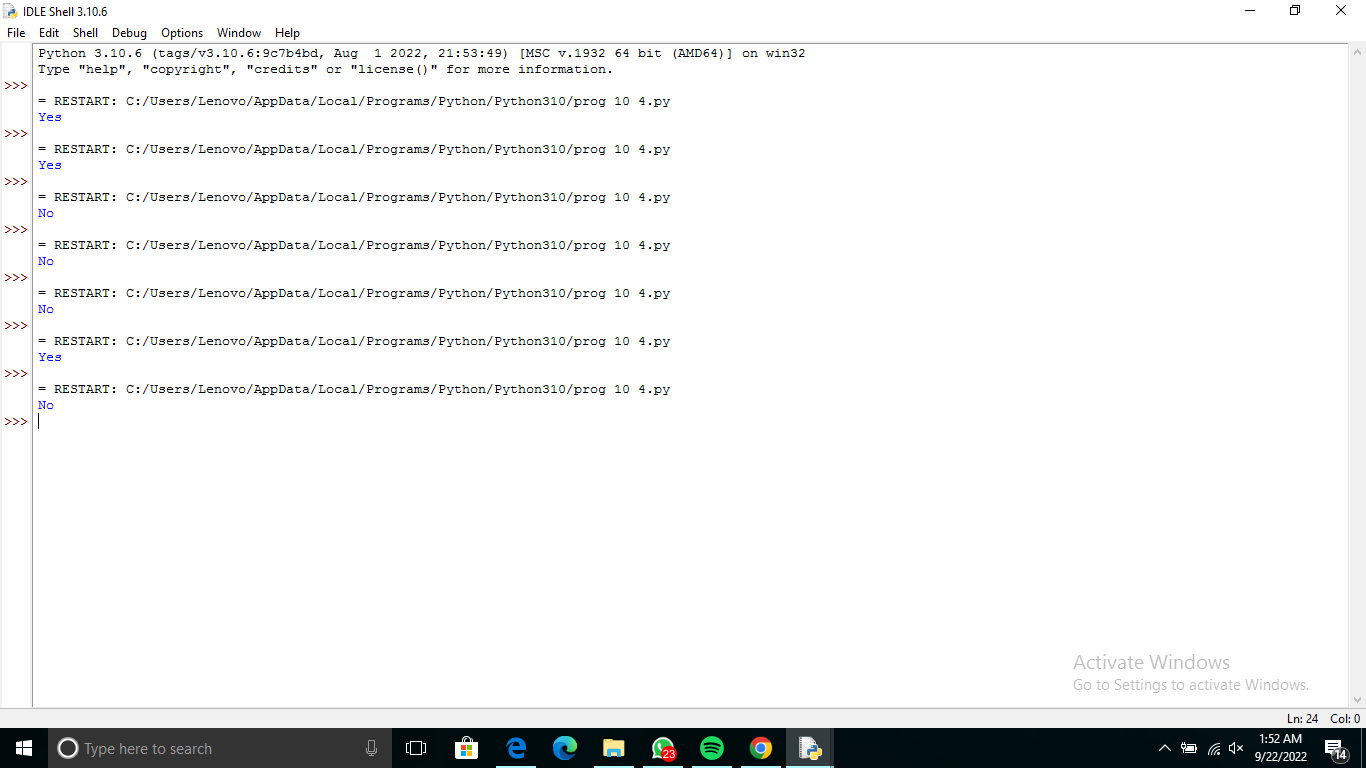 IDLE Shell 3.10.6
File Edit Shell Debug Options Window Help
Python 3.10.6 (tags/v3.10.6:9c7b4bd, Aug  1 2022, 21:53:49) [MSC v.1932 64 bit (AMD64)] on win32
Type "help", "copyright", "credits" or "license()" for more information.
>>>
= RESTART: C:/Users/Lenovo/AppData/Local/Programs/Python/Python310/prog 10 4.py
Yes
>>>
= RESTART: C:/Users/Lenovo/AppData/Local/Programs/Python/Python310/prog 10 4.py
Yes
>>>
= RESTART: C:/Users/Lenovo/AppData/Local/Programs/Python/Python310/prog 10 4.py
No
>>>
= RESTART: C:/Users/Lenovo/AppData/Local/Programs/Python/Python310/prog 10 4.py
No
>>>
= RESTART: C:/Users/Lenovo/AppData/Local/Programs/Python/Python310/prog 10 4.py
No
>>>
= RESTART: C:/Users/Lenovo/AppData/Local/Programs/Python/Python310/prog 10 4.py
Yes
>>>
= RESTART: C:/Users/Lenovo/AppData/Local/Programs/Python/Python310/prog 10 4.py
No
>>>
Activate Windows
Go to Settings to activate Windows.
Ln: 24 Col: 0
Type here to search
23
1:52 AM
9/22/2022
14